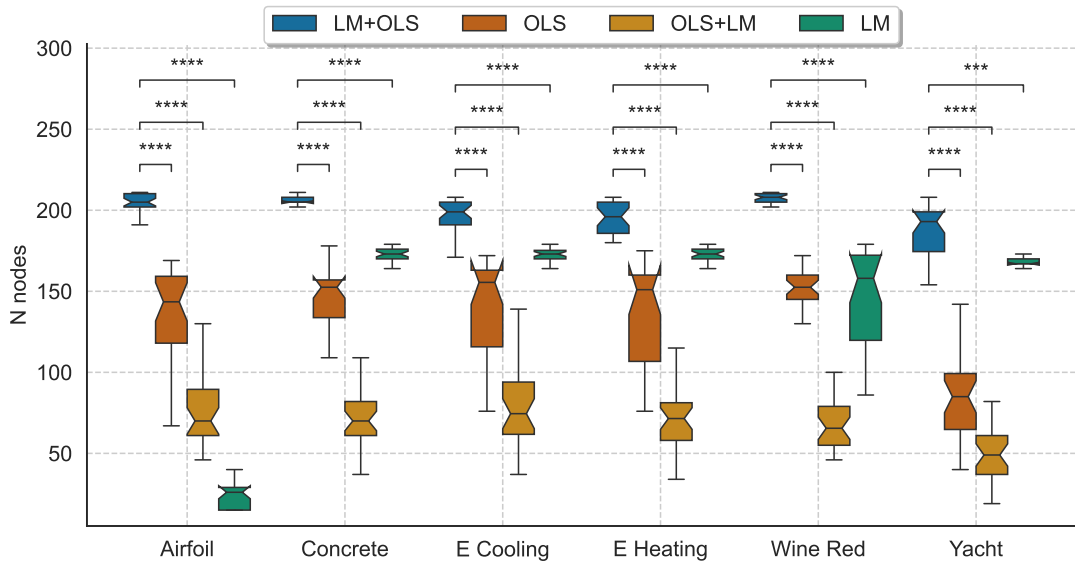 LM+OLS OLS OLS+LM LM
N nodes
300
250
200
150
100
50
**** **** **** **** **** ***
**** **** **** **** **** ****
**** **** **** **** **** ****
Airfoil Concrete E Cooling E Heating Wine Red Yacht